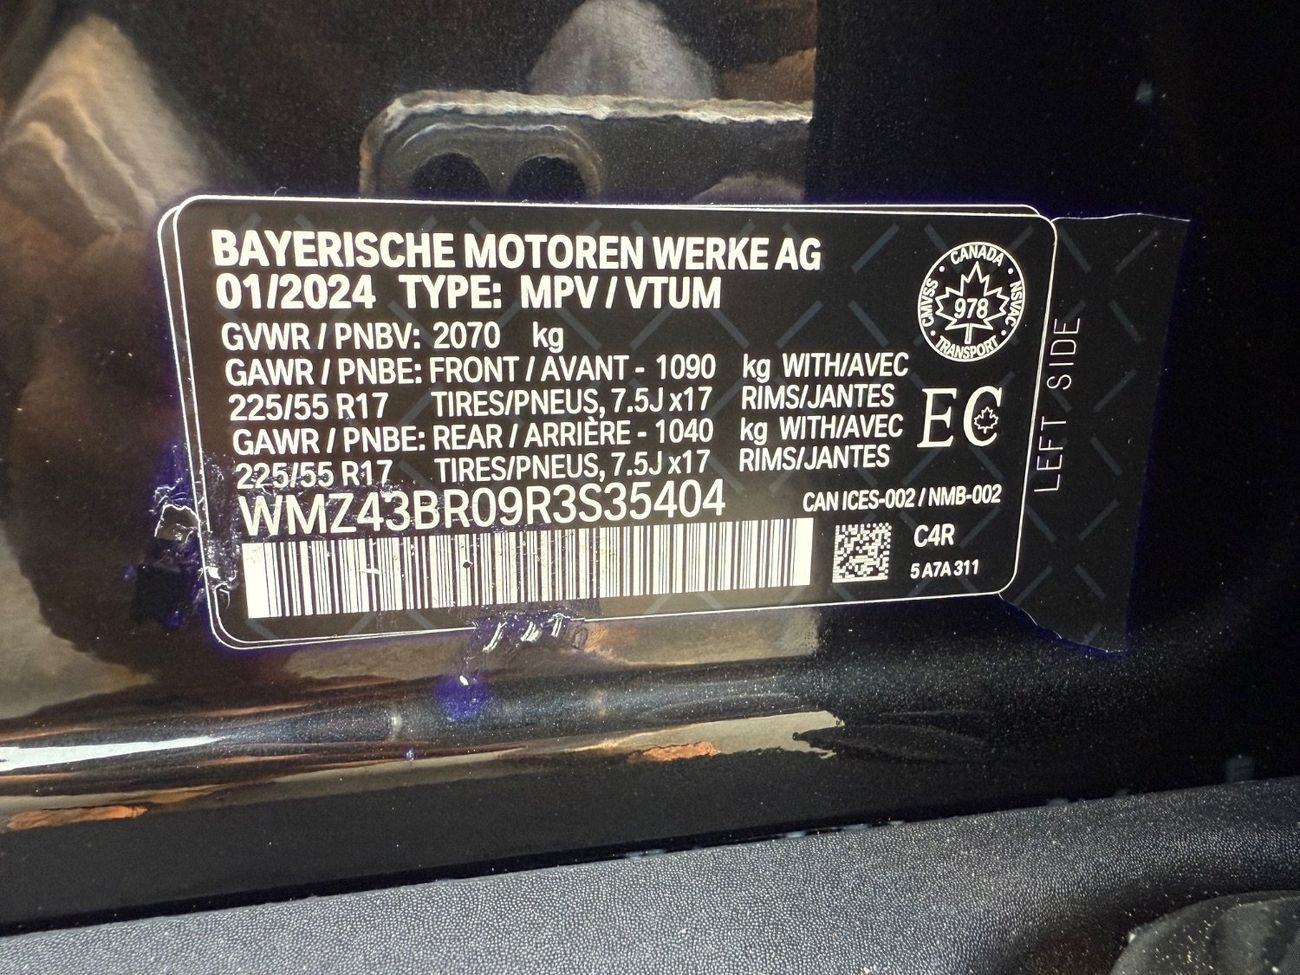 BAYERISCHE MOTOREN WERKE AG
01/2024 TYPE: MPV / VTUM
GVWR / PNBV: 2070 kg
GAWR / PNBE: FRONT / AVANT - 1090 kg WITH/AVEC
225/55 R17 TIRES/PNEUS, 7.5J x17 RIMS/JANTES
GAWR / PNBE: REAR / ARRIÈRE - 1040 kg WITH/AVEC
225/55 R17 TIRES/PNEUS, 7.5J x17 RIMS/JANTES
WMZ43BR09R3S35404
CANADA
CMVSS 978 NSVAC
TRANSPORT
EC
CAN ICES-002 / NMB-002
C4R
5 A7A 311
LEFT SIDE